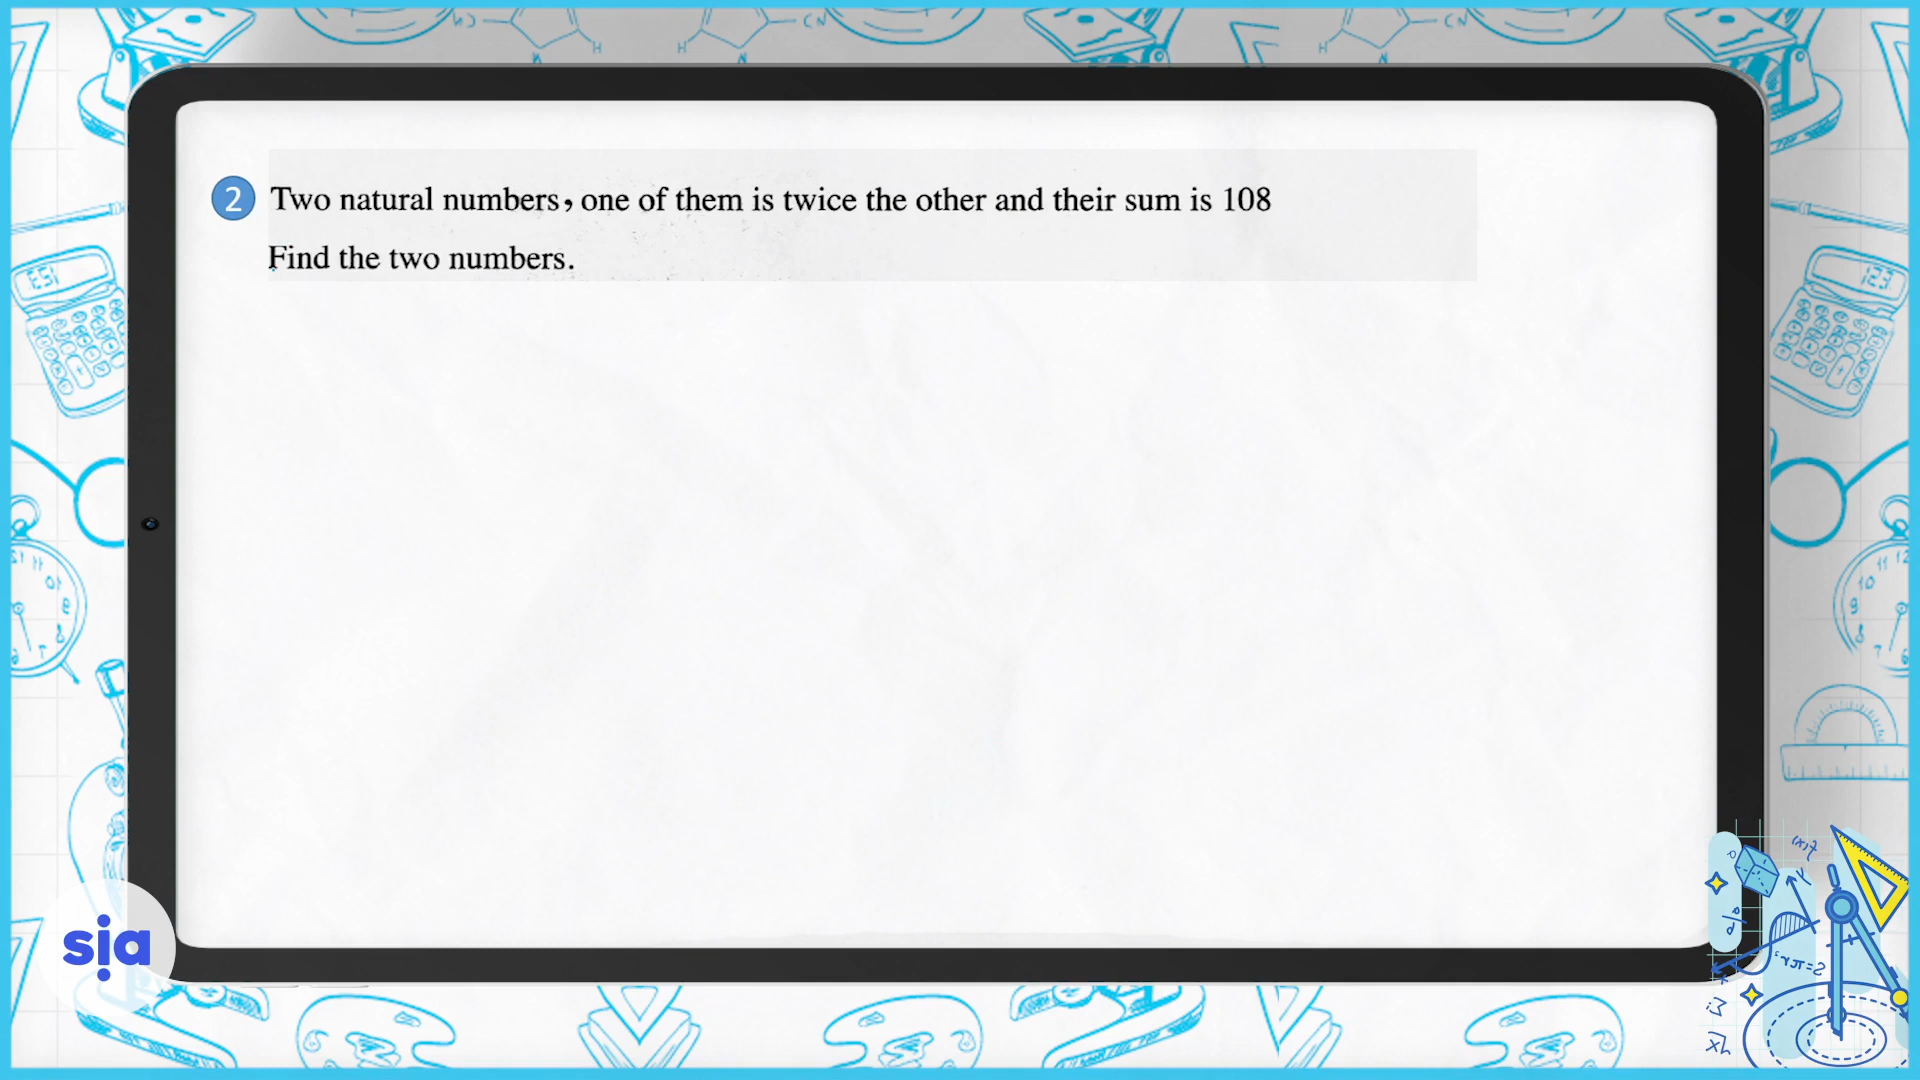 2 Two natural numbers, one of them is twice the other and their sum is 108
Find the two numbers.
sia